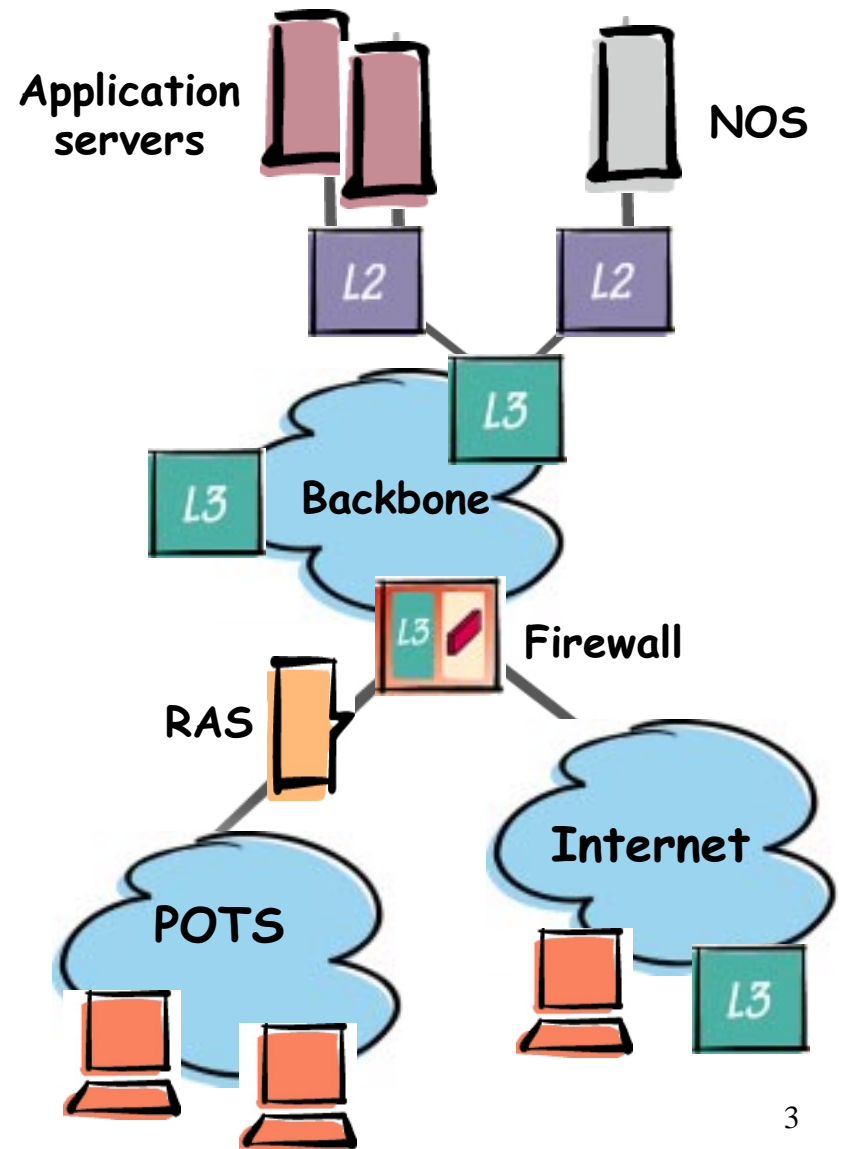 Application
servers
NOS
L2
L2
L3
L3
Backbone
L3
Firewall
RAS
Internet
POTS
L3
3